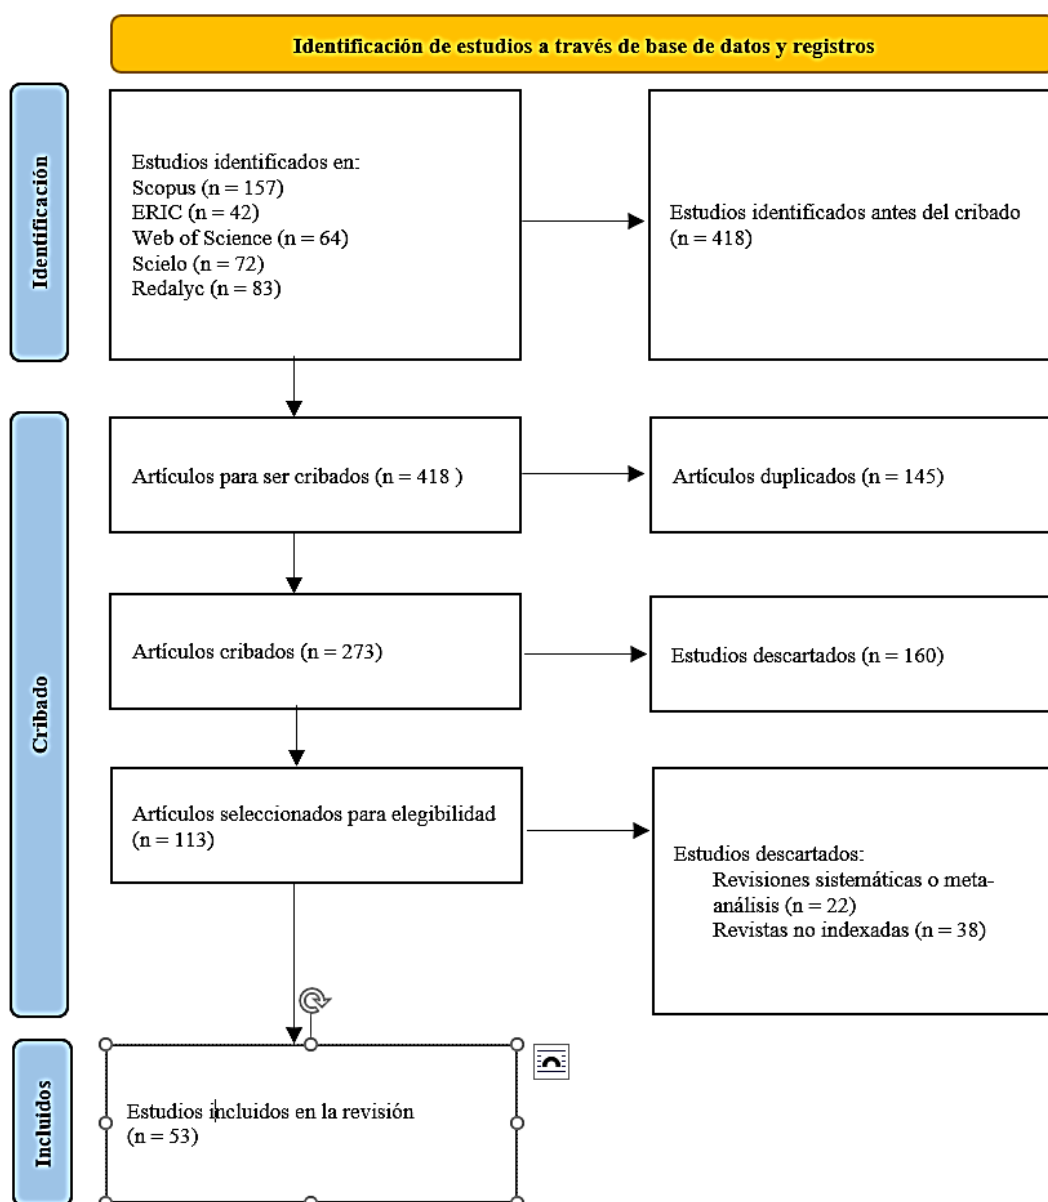 Identificación de estudios a través de base de datos y registros
Identificación
Estudios identificados en:
Scopus (n = 157)
ERIC (n = 42)
Web of Science (n = 64)
Scielo (n = 72)
Redalyc (n = 83)
Estudios identificados antes del cribado
(n = 418)
Cribado
Artículos para ser cribados (n = 418 )
Artículos duplicados (n = 145)
Artículos cribados (n = 273)
Estudios descartados (n = 160)
Artículos seleccionados para elegibilidad
(n = 113)
Estudios descartados:
Revisiones sistemáticas o meta-
análisis (n = 22)
Revistas no indexadas (n = 38)
Incluidos
Estudios incluidos en la revisión
(n = 53)